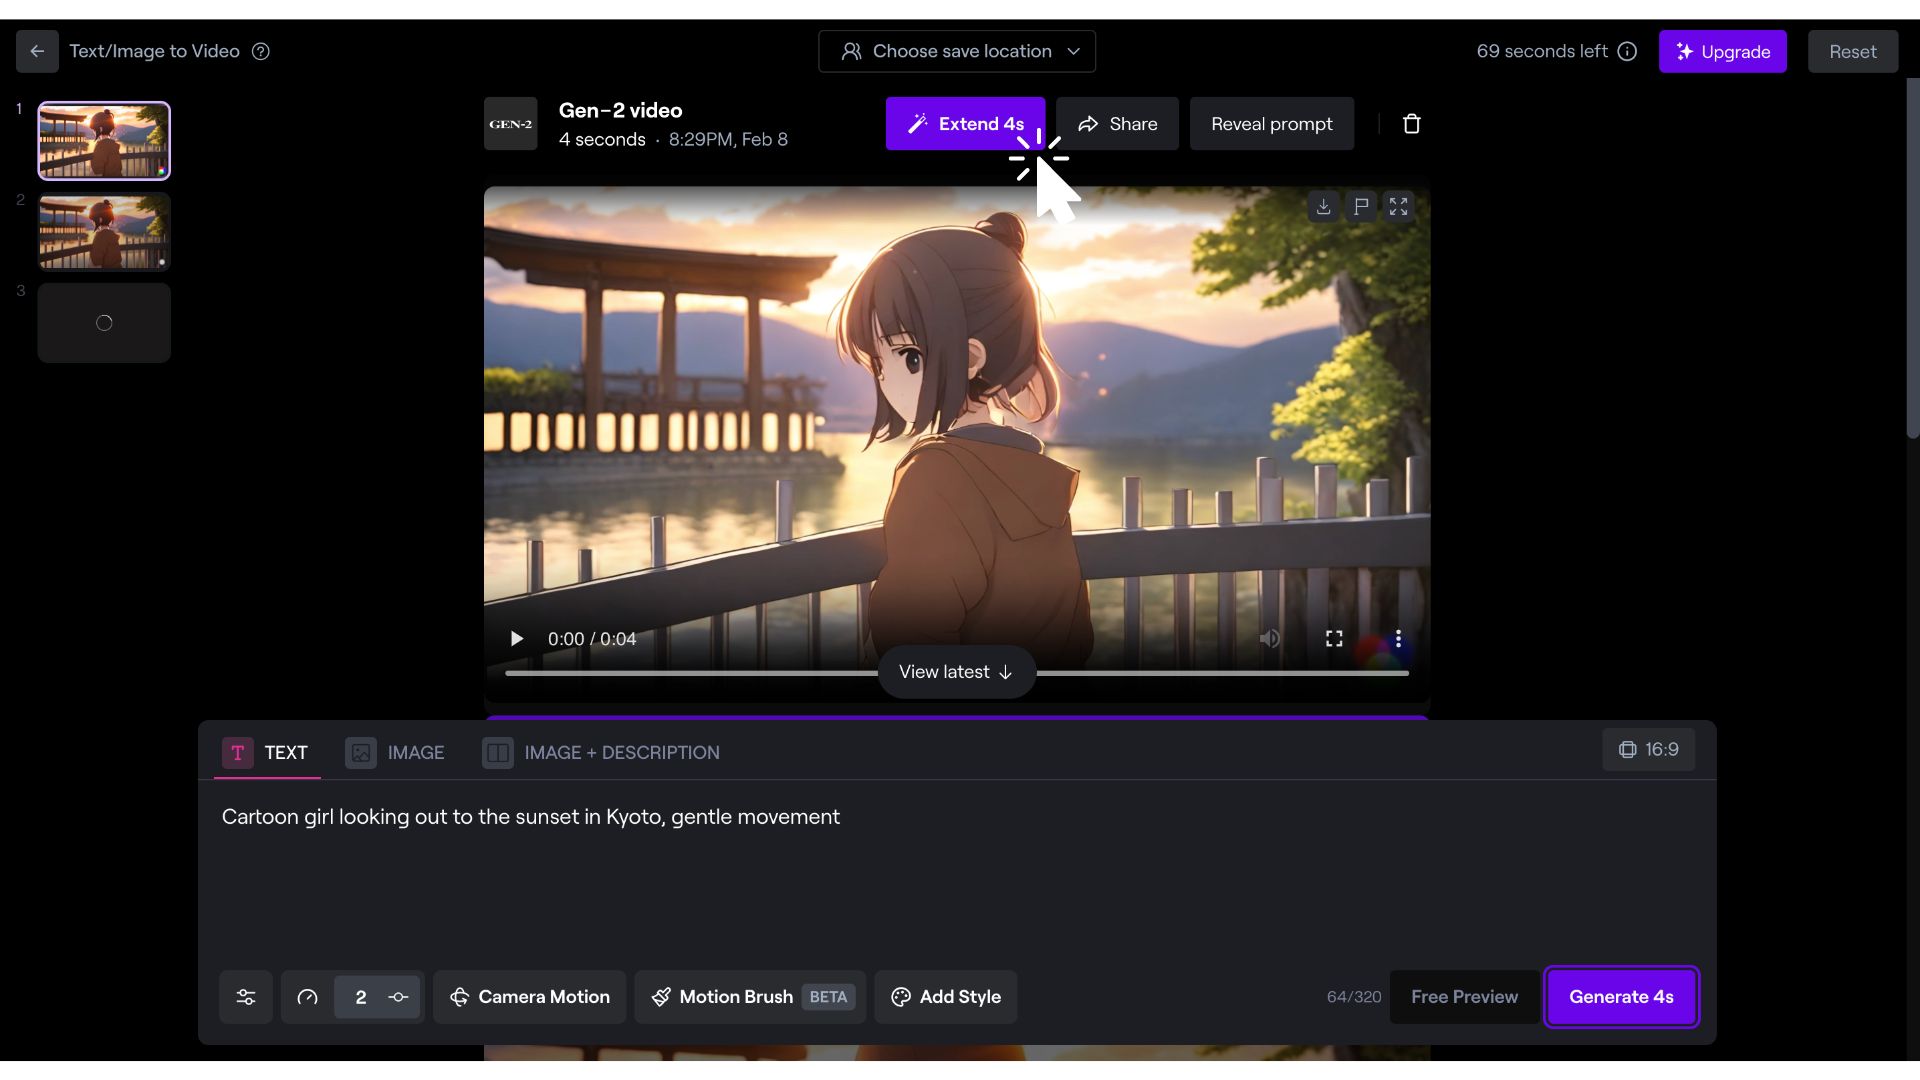 Text/Image to Video
Choose save location
69 seconds left
Upgrade
Reset
1
2
3
GEN-2
Gen-2 video
4 seconds · 8:29PM, Feb 8
Extend 4s
Share
Reveal prompt
0:00 / 0:04
View latest ↓
T TEXT
IMAGE
IMAGE + DESCRIPTION
16:9
Cartoon girl looking out to the sunset in Kyoto, gentle movement
2
Camera Motion
Motion Brush BETA
Add Style
64/320
Free Preview
Generate 4s